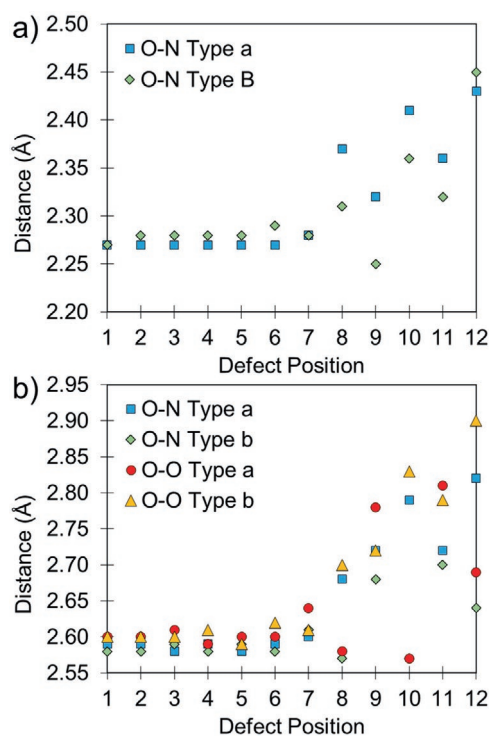 a)
2.50
2.45
2.40
2.35
2.30
2.25
2.20
Distance (Å)
O-N Type a
O-N Type B
1 2 3 4 5 6 7 8 9 10 11 12
Defect Position
b)
2.95
2.90
2.85
2.80
2.75
2.70
2.65
2.60
2.55
Distance (Å)
O-N Type a
O-N Type b
O-O Type a
O-O Type b
1 2 3 4 5 6 7 8 9 10 11 12
Defect Position